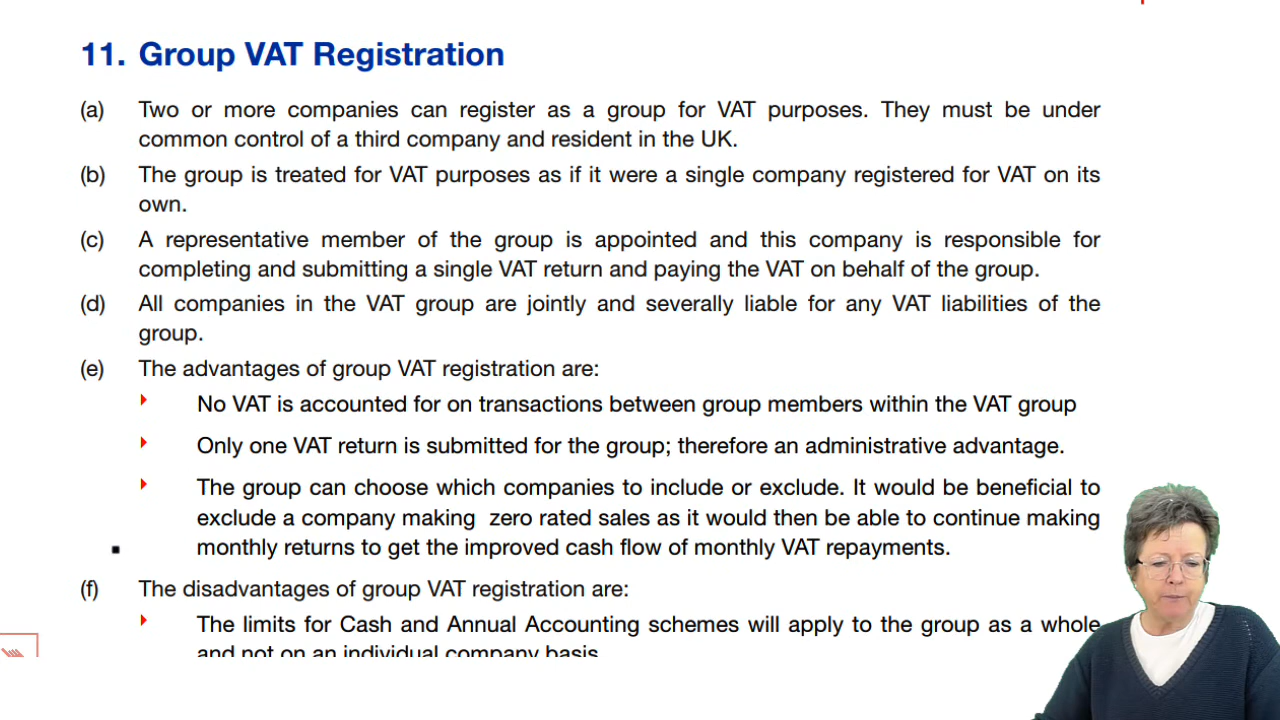 11. Group VAT Registration
(a) Two or more companies can register as a group for VAT purposes. They must be under
common control of a third company and resident in the UK.
(b) The group is treated for VAT purposes as if it were a single company registered for VAT on its
own.
(c) A representative member of the group is appointed and this company is responsible for
completing and submitting a single VAT return and paying the VAT on behalf of the group.
(d) All companies in the VAT group are jointly and severally liable for any VAT liabilities of the
group.
(e) The advantages of group VAT registration are:
No VAT is accounted for on transactions between group members within the VAT group
Only one VAT return is submitted for the group; therefore an administrative advantage.
The group can choose which companies to include or exclude. It would be beneficial to
exclude a company making zero rated sales as it would then be able to continue making
monthly returns to get the improved cash flow of monthly VAT repayments.
(f) The disadvantages of group VAT registration are:
The limits for Cash and Annual Accounting schemes will apply to the group as a whole
and not on an individual company basis.